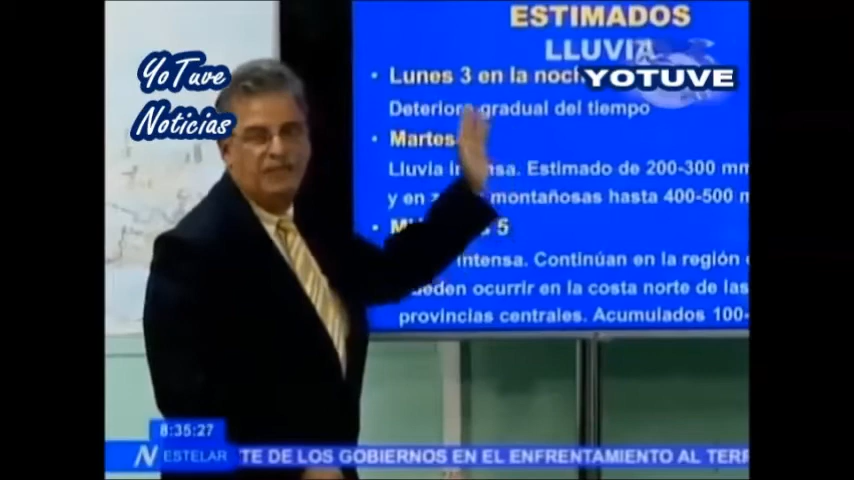 YoTuve
Noticias
ESTIMADOS
LLUVIA
YOTUVE
• Lunes 3 en la noc
Deterioro gradual del tiempo
• Martes
Lluvia intensa. Estimado de 200-300 mm
y en montañosas hasta 400-500 m
• 5
intensa. Continúan en la región
pueden ocurrir en la costa norte de las
provincias centrales. Acumulados 100-
8:35:27
N ESTELAR
TE DE LOS GOBIERNOS EN EL ENFRENTAMIENTO AL TERR